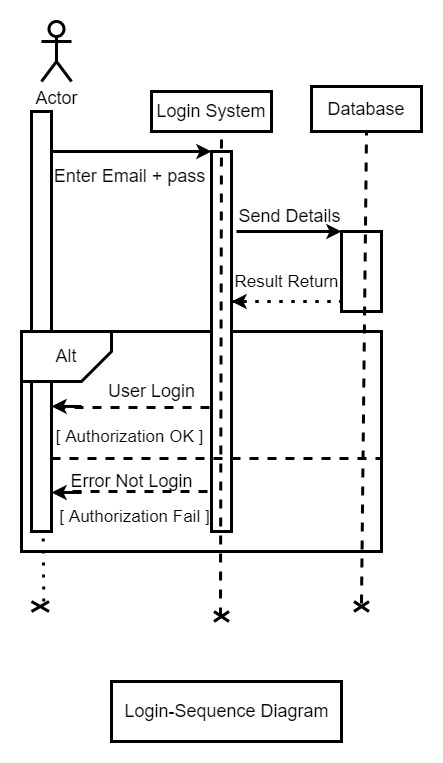 Actor
Login System
Database
Enter Email + pass
Send Details
Result Return
Alt
User Login
[ Authorization OK ]
Error Not Login
[ Authorization Fail ]
Login-Sequence Diagram